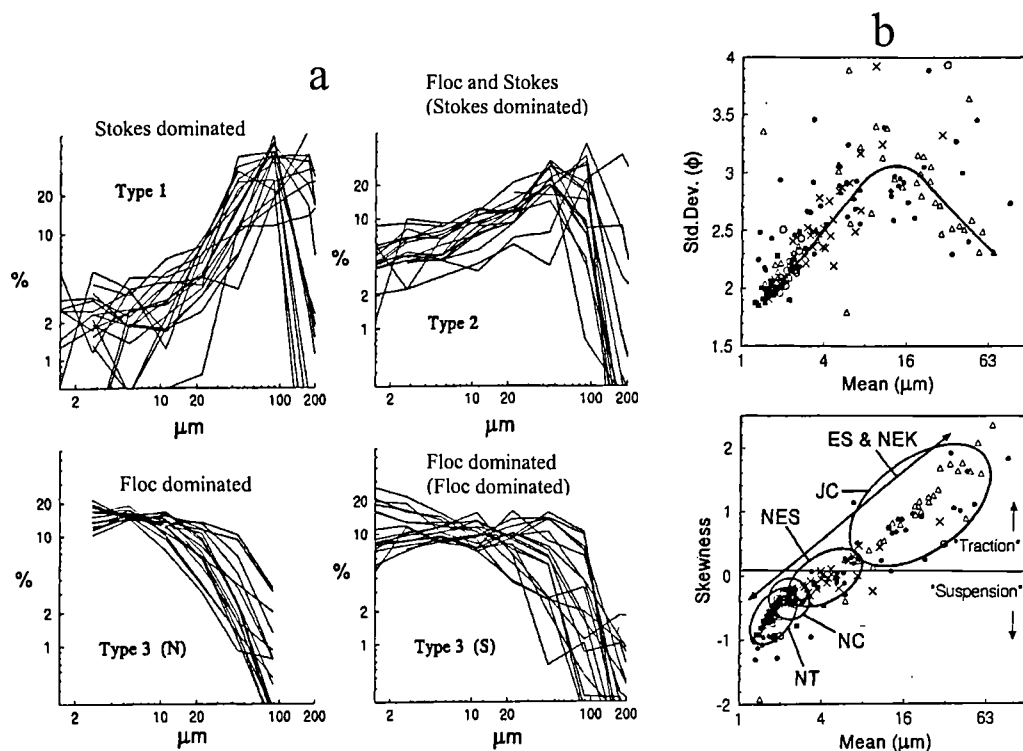 a
Stokes dominated
Type 1
20
10
%
2
1
2
10
20
100
200
μm
Floc and Stokes
(Stokes dominated)
Type 2
20
10
%
2
1
2
10
20
100
200
μm
Floc dominated
Type 3 (N)
20
10
%
2
1
2
10
20
100
200
μm
Floc dominated
(Floc dominated)
Type 3 (S)
20
10
%
2
1
2
10
20
100
200
μm
b
4
3.5
3
2.5
2
1.5
Std.Dev. (ϕ)
1
4
16
63
Mean (μm)
2
1
0
-1
-2
Skewness
ES & NEK
JC
NES
"Traction"
"Suspension"
NC
NT
1
4
16
63
Mean (μm)